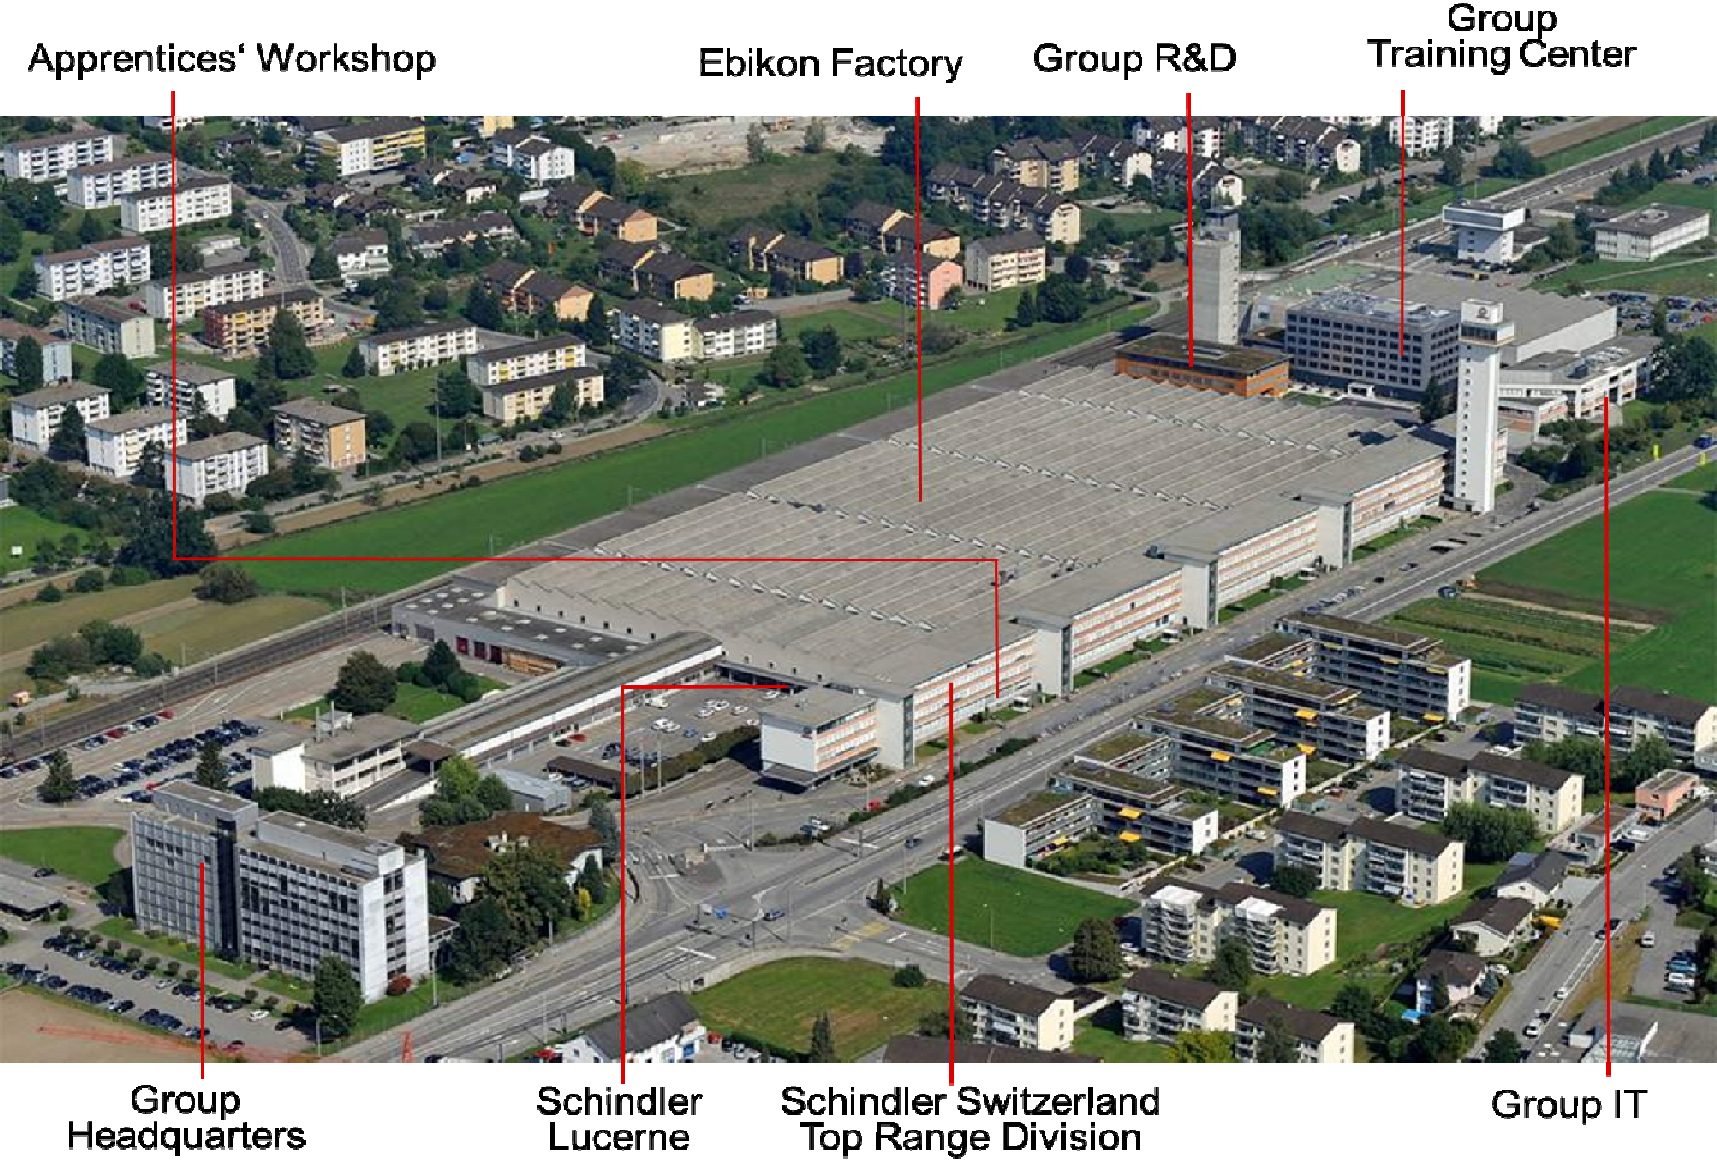 Apprentices‘ Workshop
Ebikon Factory
Group R&D
Group
Training Center
Group
Headquarters
Schindler
Lucerne
Schindler Switzerland
Top Range Division
Group IT